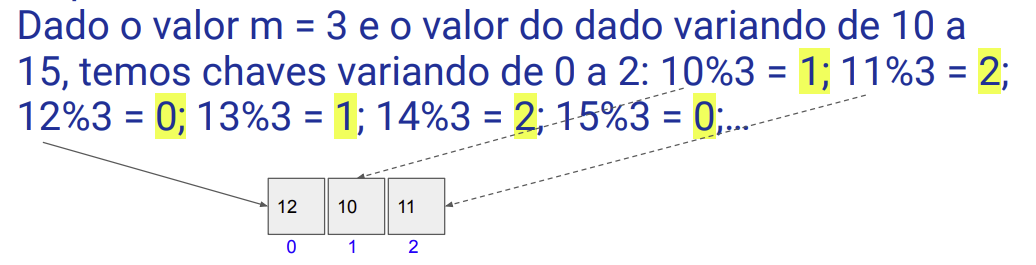 Dado o valor m = 3 e o valor do dado variando de 10 a
15, temos chaves variando de 0 a 2: 10%3 = 1; 11%3 = 2;
12%3 = 0; 13%3 = 1; 14%3 = 2; 15%3 = 0;...
12 10 11
0 1 2